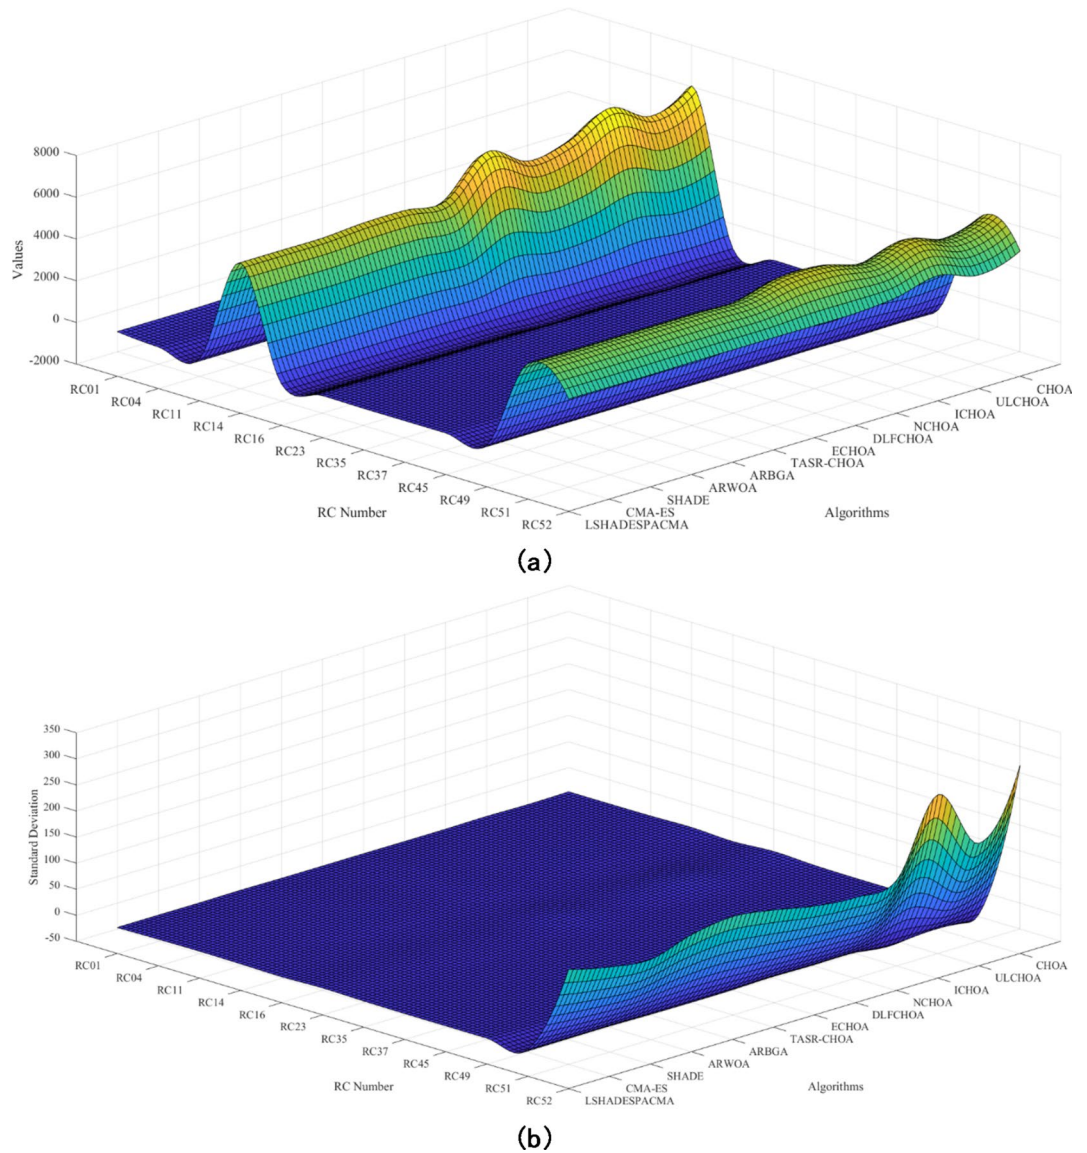 8000
6000
4000
2000
0
-2000
Values
RC01
RC04
RC11
RC14
RC16
RC23
RC35
RC37
RC45
RC49
RC51
RC52
RC Number
LSHADESPACMA
CMA-ES
SHADE
ARWOA
ARBGA
TASR-CHOA
ECHOA
DLFCHOA
NCHOA
ICHOA
ULCHOA
CHOA
Algorithms
(a)
350
300
250
200
150
100
50
0
-50
Standard Deviation
RC01
RC04
RC11
RC14
RC16
RC23
RC35
RC37
RC45
RC49
RC51
RC52
RC Number
LSHADESPACMA
CMA-ES
SHADE
ARWOA
ARBGA
TASR-CHOA
ECHOA
DLFCHOA
NCHOA
ICHOA
ULCHOA
CHOA
Algorithms
(b)